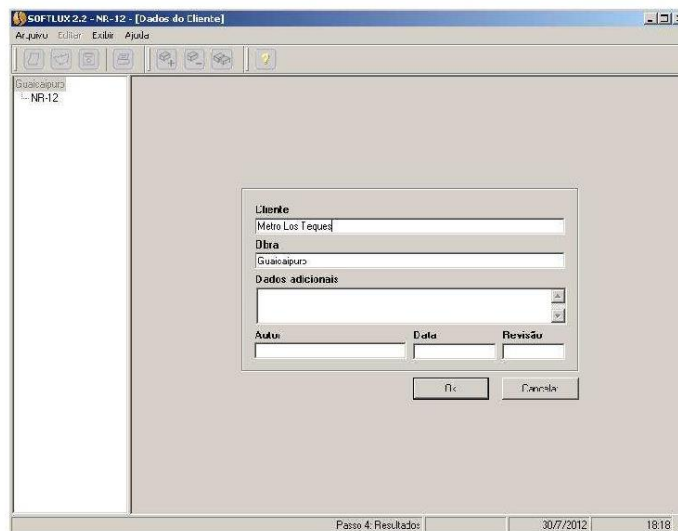 SOFTLUX 2.2 - NR-12 - [Dados do Cliente]
Arquivo Editar Exibir Ajuda
Guaicaipuro
NR-12
Cliente
Metro Los Teques
Obra
Guaicaipuro
Dados adicionais
Autor Data Revisão
Ok Cancelar
Passo 4: Resultados 30/7/2012 18:18